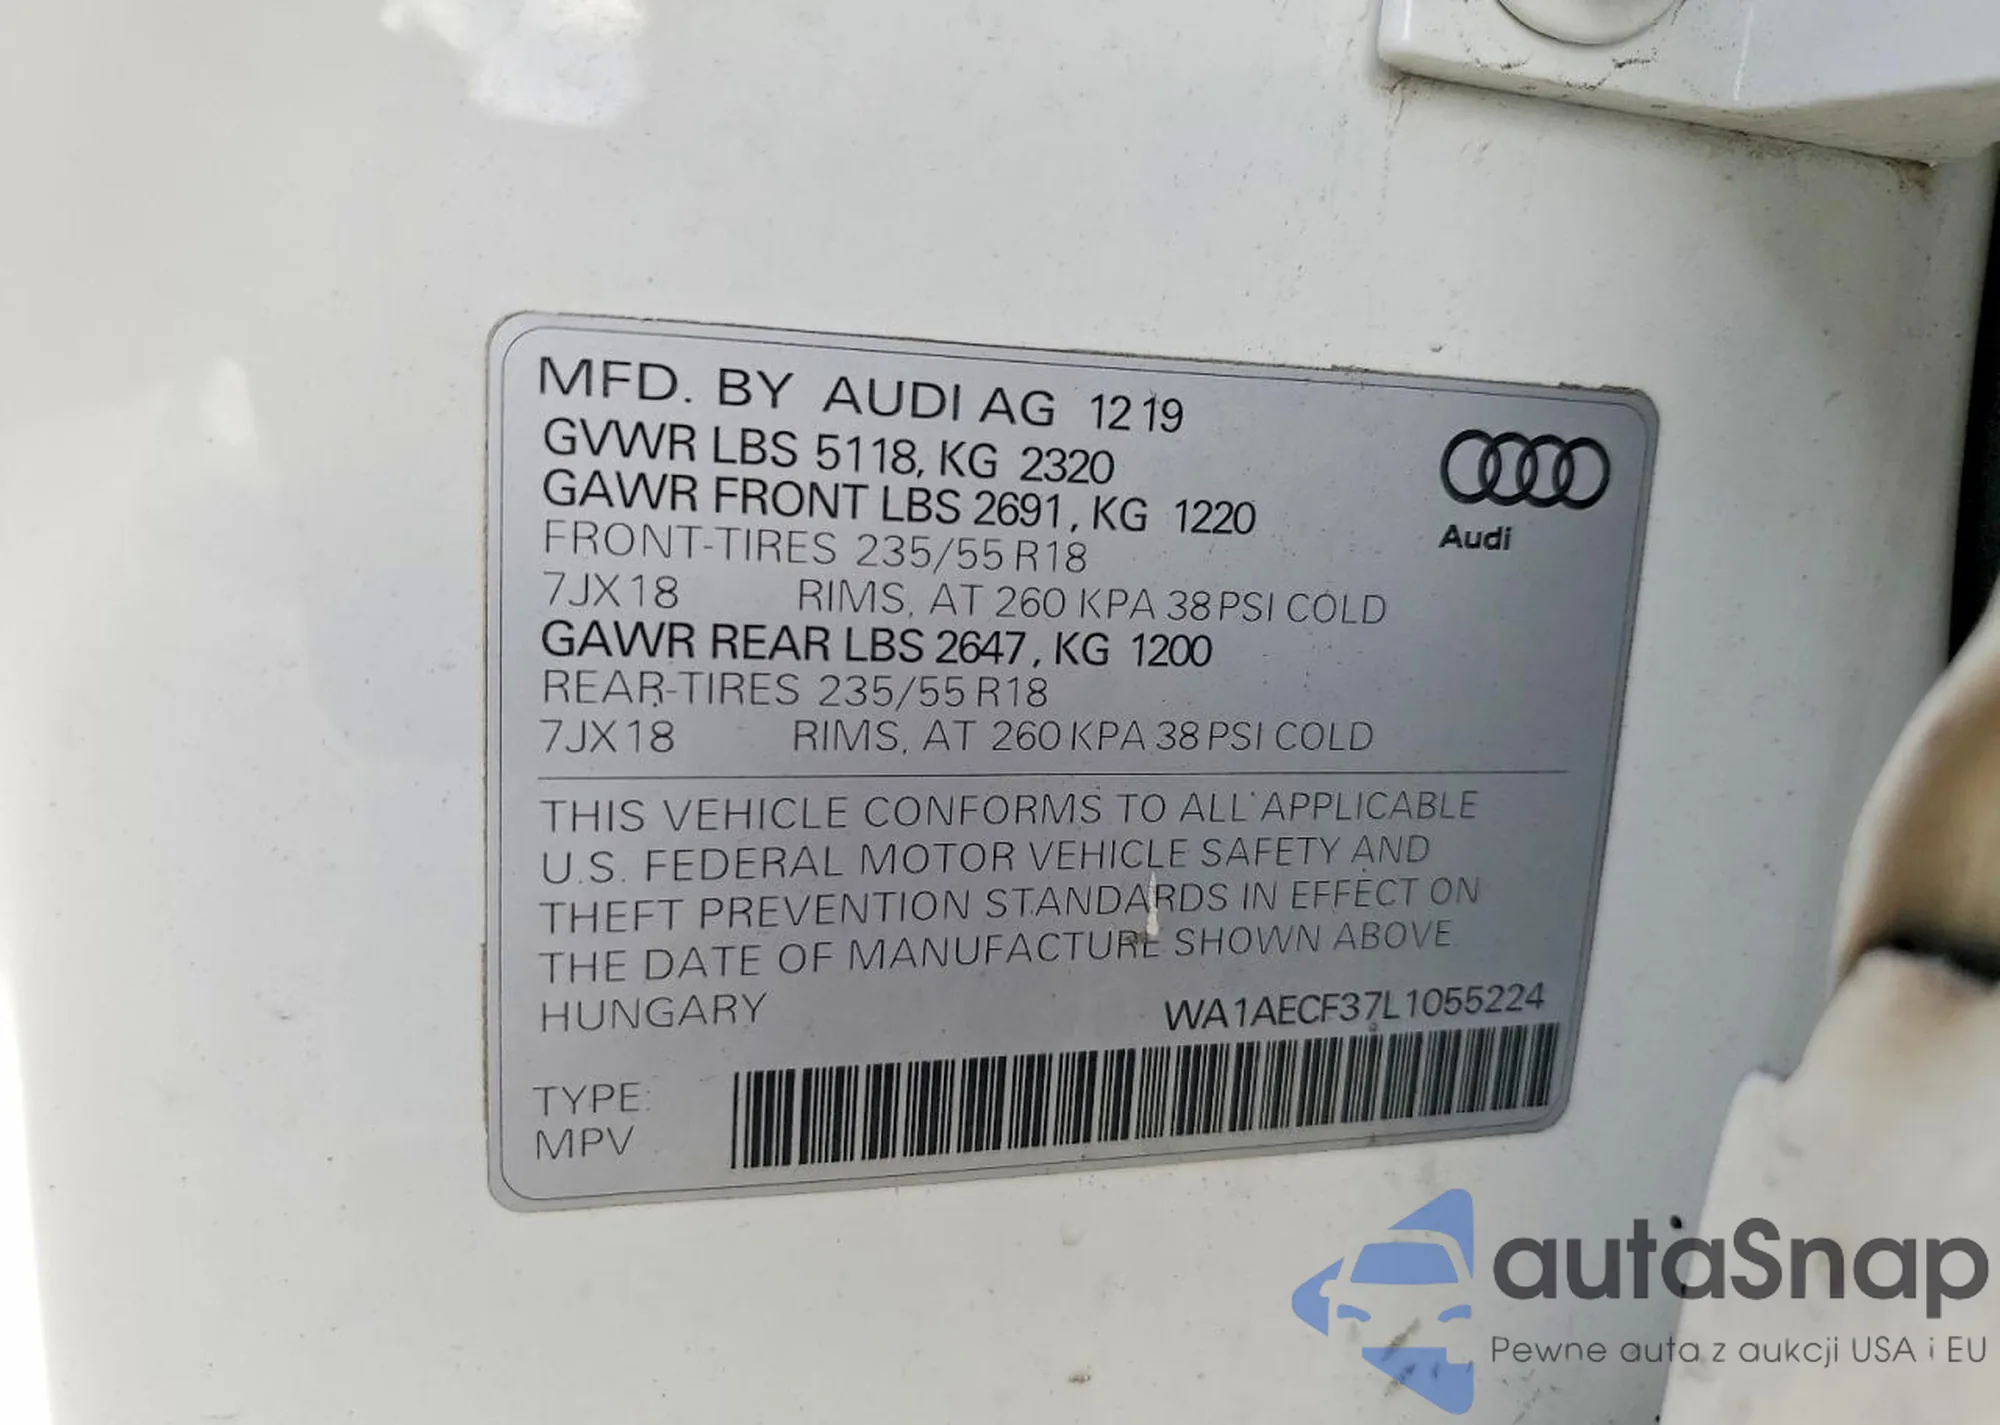 MFD. BY AUDI AG 12 19
GVWR LBS 5118, KG 2320
GAWR FRONT LBS 2691, KG 1220
FRONT-TIRES 235/55 R18
7JX18 RIMS, AT 260 KPA 38 PSI COLD
GAWR REAR LBS 2647, KG 1200
REAR-TIRES 235/55 R18
7JX18 RIMS, AT 260 KPA 38 PSI COLD
Audi
THIS VEHICLE CONFORMS TO ALL APPLICABLE
U.S. FEDERAL MOTOR VEHICLE SAFETY AND
THEFT PREVENTION STANDARDS IN EFFECT ON
THE DATE OF MANUFACTURE SHOWN ABOVE.
HUNGARY WA1AECF37L1055224
TYPE:
MPV
autaSnap
Pewne auta z aukcji USA i EU